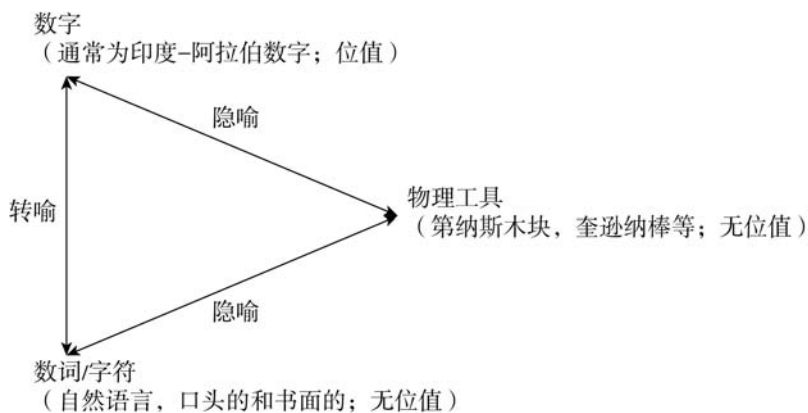 数字
（通常为印度–阿拉伯数字；位值）
隐喻
转喻
物理工具
（第纳斯木块，奎逊纳棒等；无位值）
隐喻
数词/字符
（自然语言，口头的和书面的；无位值）